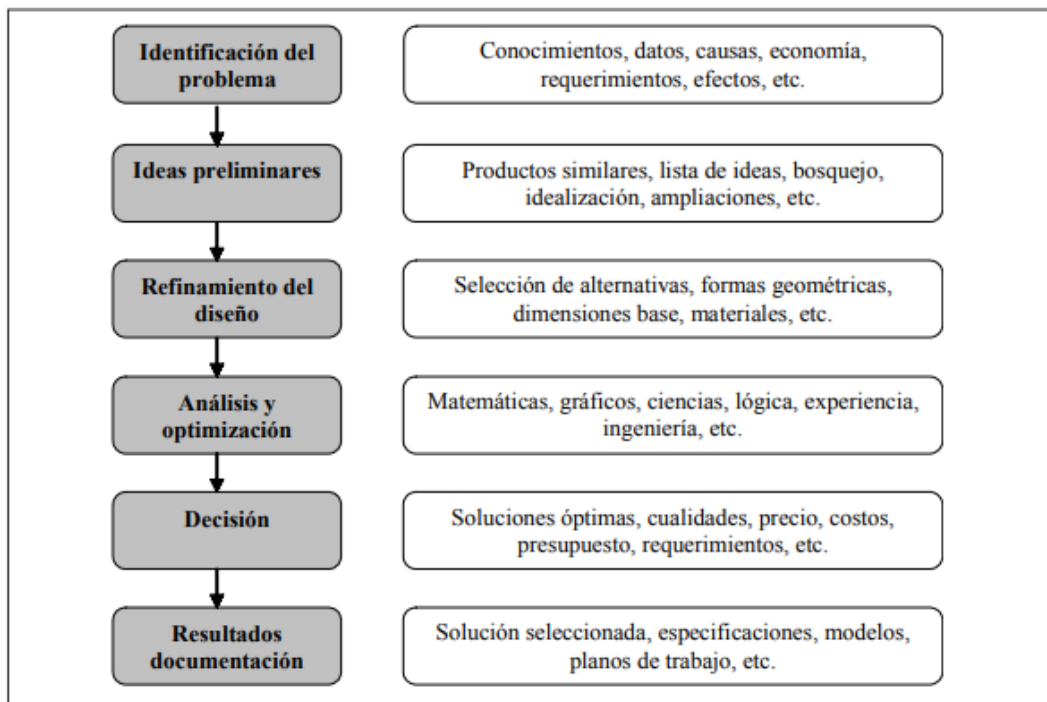 Identificación del
problema
Conocimientos, datos, causas, economía,
requerimientos, efectos, etc.
Ideas preliminares
Productos similares, lista de ideas, bosquejo,
idealización, ampliaciones, etc.
Refinamiento del
diseño
Selección de alternativas, formas geométricas,
dimensiones base, materiales, etc.
Análisis y
optimización
Matemáticas, gráficos, ciencias, lógica, experiencia,
ingeniería, etc.
Decisión
Soluciones óptimas, cualidades, precio, costos,
presupuesto, requerimientos, etc.
Resultados
documentación
Solución seleccionada, especificaciones, modelos,
planos de trabajo, etc.